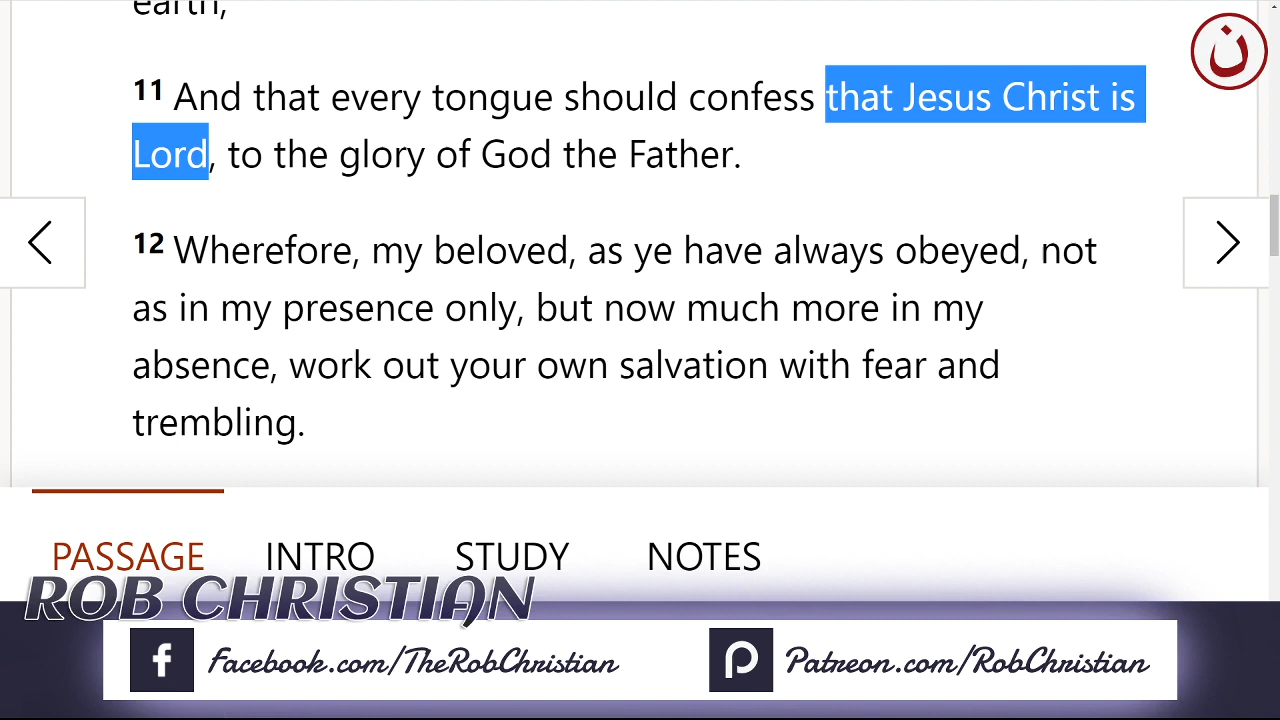 earth,
ن
11 And that every tongue should confess that Jesus Christ is
Lord, to the glory of God the Father.
12 Wherefore, my beloved, as ye have always obeyed, not
as in my presence only, but now much more in my
absence, work out your own salvation with fear and
trembling.
PASSAGE INTRO STUDY NOTES
ROB CHRISTIAN
f Facebook.com/TheRobChristian Patreon.com/RobChristian